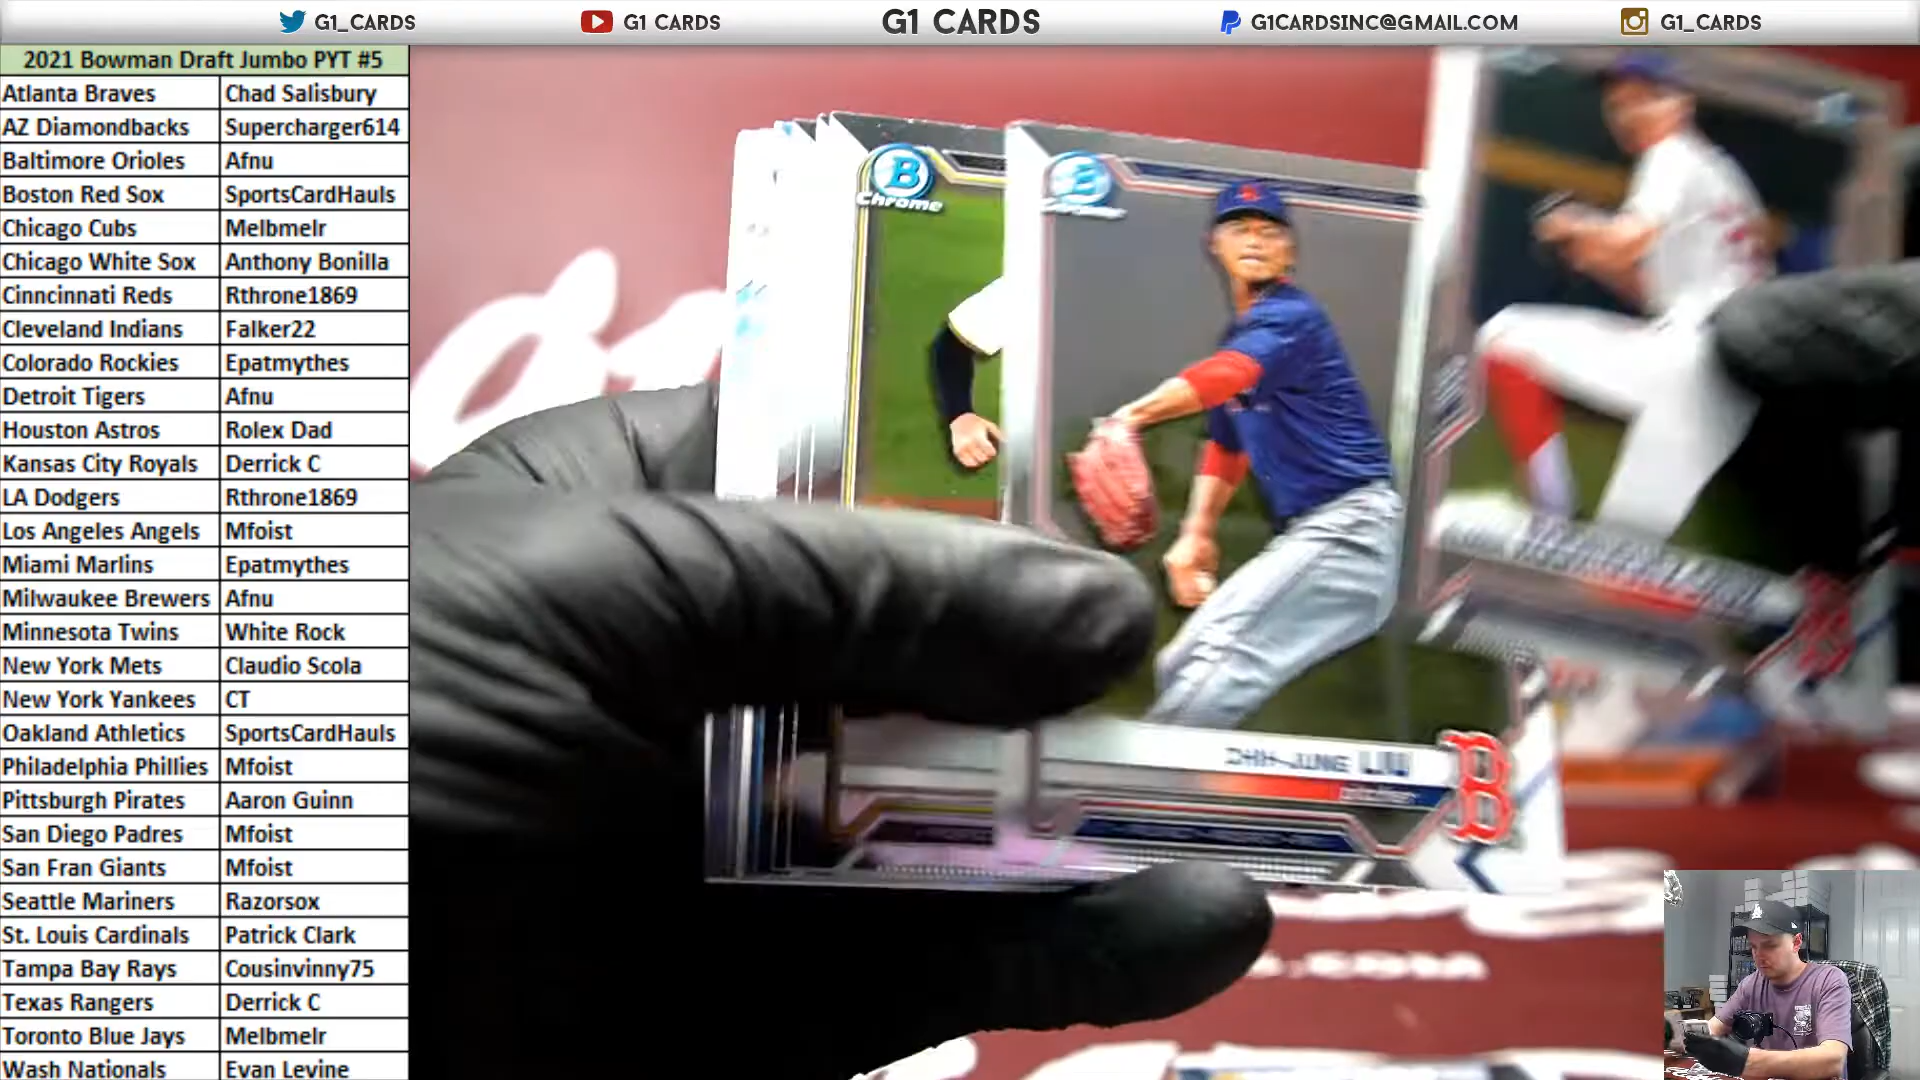 G1_CARDS
G1 CARDS
G1 CARDS
G1CARDSINC@GMAIL.COM
G1_CARDS
2021 Bowman Draft Jumbo PYT #5
Atlanta Braves Chad Salisbury
AZ Diamondbacks Supercharger614
Baltimore Orioles Afnu
Boston Red Sox SportsCardHauls
Chicago Cubs Melbmelr
Chicago White Sox Anthony Bonilla
Cinncinnati Reds Rthrone1869
Cleveland Indians Falker22
Colorado Rockies Epatmythes
Detroit Tigers Afnu
Houston Astros Rolex Dad
Kansas City Royals Derrick C
LA Dodgers Rthrone1869
Los Angeles Angels Mfoist
Miami Marlins Epatmythes
Milwaukee Brewers Afnu
Minnesota Twins White Rock
New York Mets Claudio Scola
New York Yankees CT
Oakland Athletics SportsCardHauls
Philadelphia Phillies Mfoist
Pittsburgh Pirates Aaron Guinn
San Diego Padres Mfoist
San Fran Giants Mfoist
Seattle Mariners Razorsox
St. Louis Cardinals Patrick Clark
Tampa Bay Rays Cousinvinny75
Texas Rangers Derrick C
Toronto Blue Jays Melbmelr
Wash Nationals Evan Levine
B
Chrome
B
CHIH-JUNG LIU
B